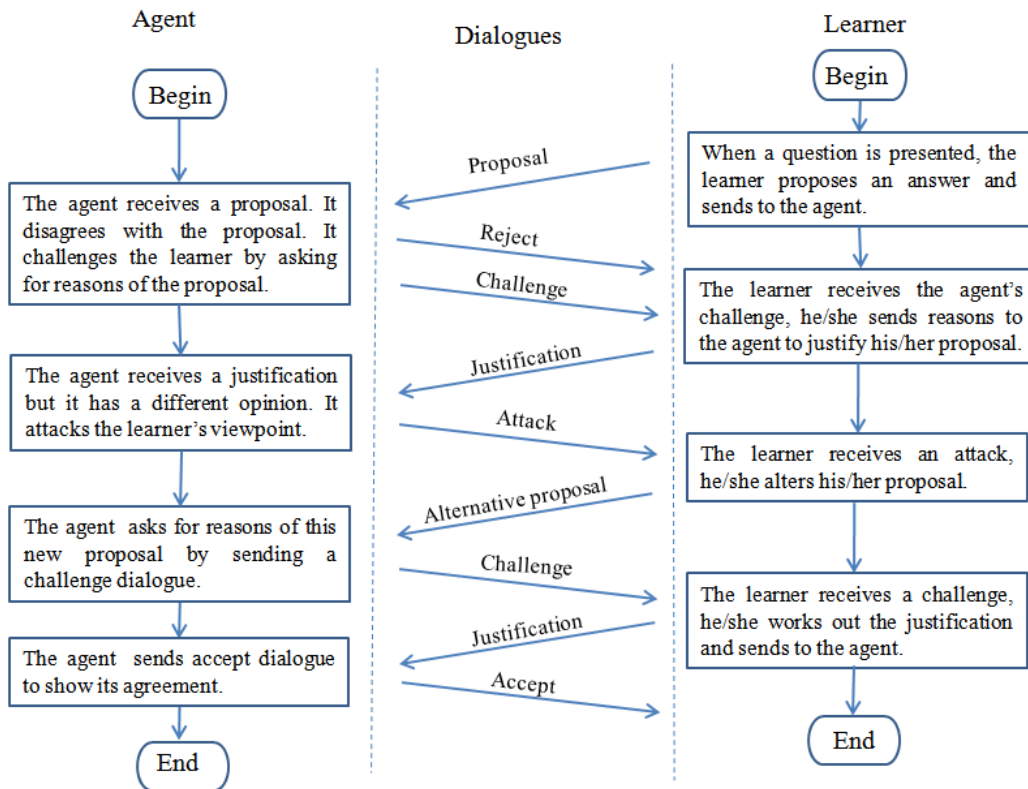 Agent
Dialogues
Learner
Begin
Begin
Proposal
When a question is presented, the
learner proposes an answer and
sends to the agent.
The agent receives a proposal. It
disagrees with the proposal. It
challenges the learner by asking
for reasons of the proposal.
Reject
Challenge
The learner receives the agent's
challenge, he/she sends reasons to
the agent to justify his/her proposal.
Justification
The agent receives a justification
but it has a different opinion. It
attacks the learner's viewpoint.
Attack
The learner receives an attack,
he/she alters his/her proposal.
Alternative proposal
The agent asks for reasons of this
new proposal by sending a
challenge dialogue.
Challenge
The learner receives a challenge,
he/she works out the justification
and sends to the agent.
Justification
The agent sends accept dialogue
to show its agreement.
Accept
End
End